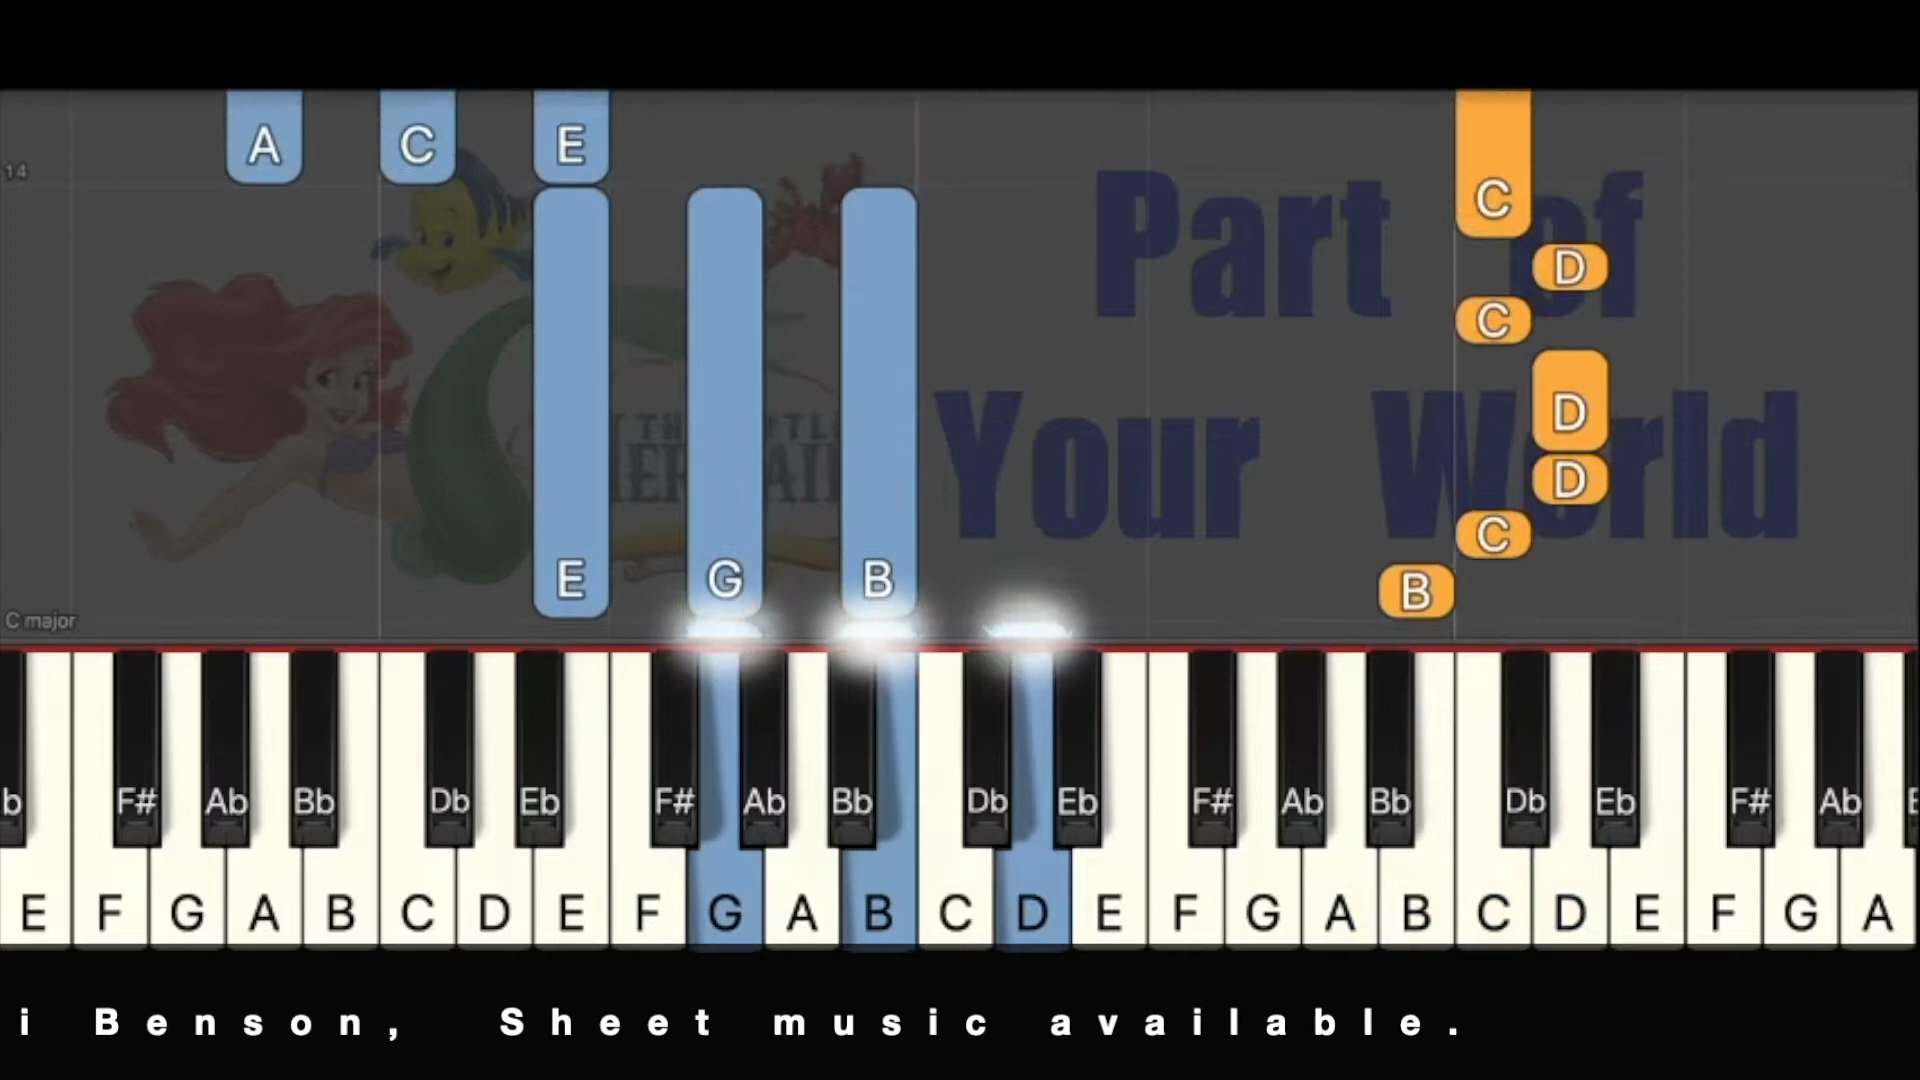 A C E
14
Part of
C
D
C
Your World
D
D
C
E G B
B
C major
b F# Ab Bb Db Eb F# Ab Bb Db Eb F# Ab Bb Db Eb F# Ab
E F G A B C D E F G A B C D E F G A B C D E F G A
i Benson, Sheet music available.